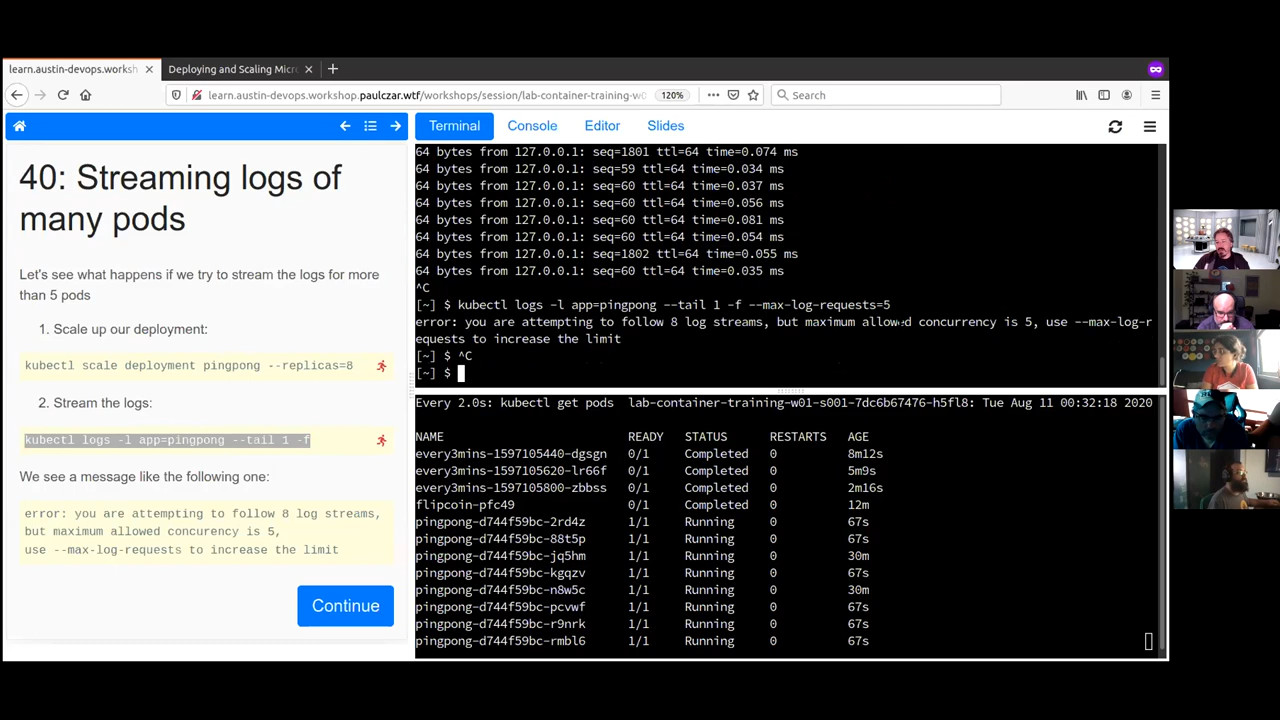 learn.austin-devops.worksh
Deploying and Scaling Micr
learn.austin-devops.workshop.paulczar.wtf/workshops/session/lab-container-training-w0
120%
Search
Terminal
Console
Editor
Slides
40: Streaming logs of
many pods
Let's see what happens if we try to stream the logs for more
than 5 pods
1. Scale up our deployment:
kubectl scale deployment pingpong --replicas=8
2. Stream the logs:
kubectl logs -l app=pingpong --tail 1 -f
We see a message like the following one:
error: you are attempting to follow 8 log streams,
but maximum allowed concurency is 5,
use --max-log-requests to increase the limit
Continue
64 bytes from 127.0.0.1: seq=1801 ttl=64 time=0.074 ms
64 bytes from 127.0.0.1: seq=59 ttl=64 time=0.034 ms
64 bytes from 127.0.0.1: seq=60 ttl=64 time=0.037 ms
64 bytes from 127.0.0.1: seq=60 ttl=64 time=0.056 ms
64 bytes from 127.0.0.1: seq=60 ttl=64 time=0.081 ms
64 bytes from 127.0.0.1: seq=60 ttl=64 time=0.054 ms
64 bytes from 127.0.0.1: seq=1802 ttl=64 time=0.055 ms
64 bytes from 127.0.0.1: seq=60 ttl=64 time=0.035 ms
^C
[~] $ kubectl logs -l app=pingpong --tail 1 -f --max-log-requests=5
error: you are attempting to follow 8 log streams, but maximum allowed concurrency is 5, use --max-log-r
equests to increase the limit
[~] $ ^C
[~] $
Every 2.0s: kubectl get pods lab-container-training-w01-s001-7dc6b67476-h5fl8: Tue Aug 11 00:32:18 2020
NAME READY STATUS RESTARTS AGE
every3mins-1597105440-dgsgn 0/1 Completed 0 8m12s
every3mins-1597105620-lr66f 0/1 Completed 0 5m9s
every3mins-1597105800-zbbss 0/1 Completed 0 2m16s
flipcoin-pfc49 0/1 Completed 0 12m
pingpong-d744f59bc-2rd4z 1/1 Running 0 67s
pingpong-d744f59bc-88t5p 1/1 Running 0 67s
pingpong-d744f59bc-jq5hm 1/1 Running 0 30m
pingpong-d744f59bc-kgqzv 1/1 Running 0 67s
pingpong-d744f59bc-n8w5c 1/1 Running 0 30m
pingpong-d744f59bc-pcvwf 1/1 Running 0 67s
pingpong-d744f59bc-r9nrk 1/1 Running 0 67s
pingpong-d744f59bc-rmbl6 1/1 Running 0 67s